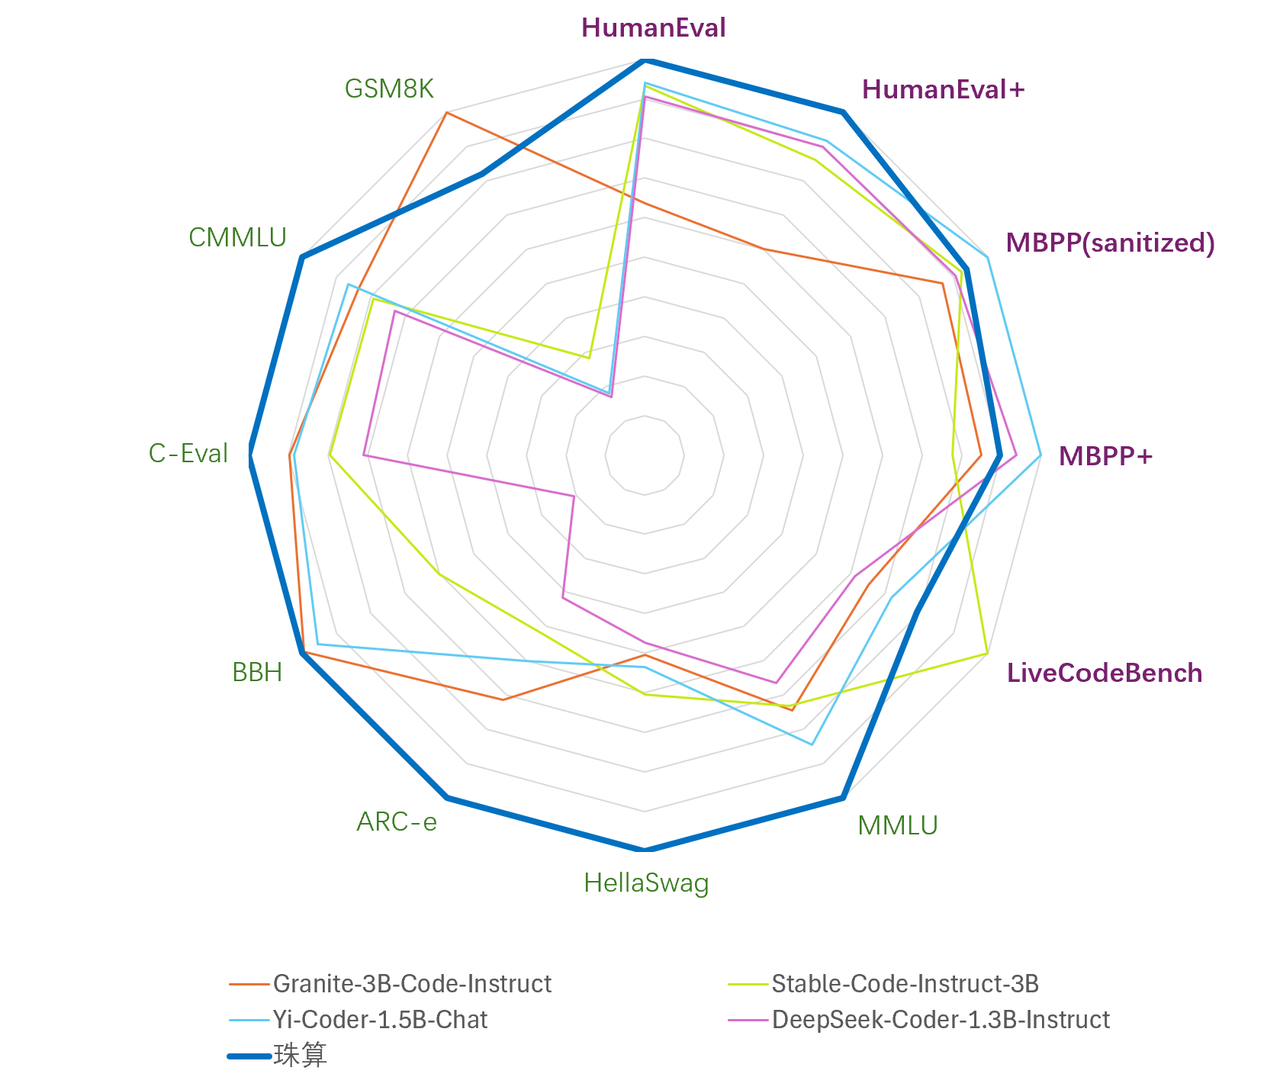 HumanEval
GSM8K
HumanEval+
CMMLU
MBPP(sanitized)
C-Eval
MBPP+
BBH
LiveCodeBench
ARC-e
MMLU
HellaSwag
Granite-3B-Code-Instruct
Stable-Code-Instruct-3B
Yi-Coder-1.5B-Chat
DeepSeek-Coder-1.3B-Instruct
珠算